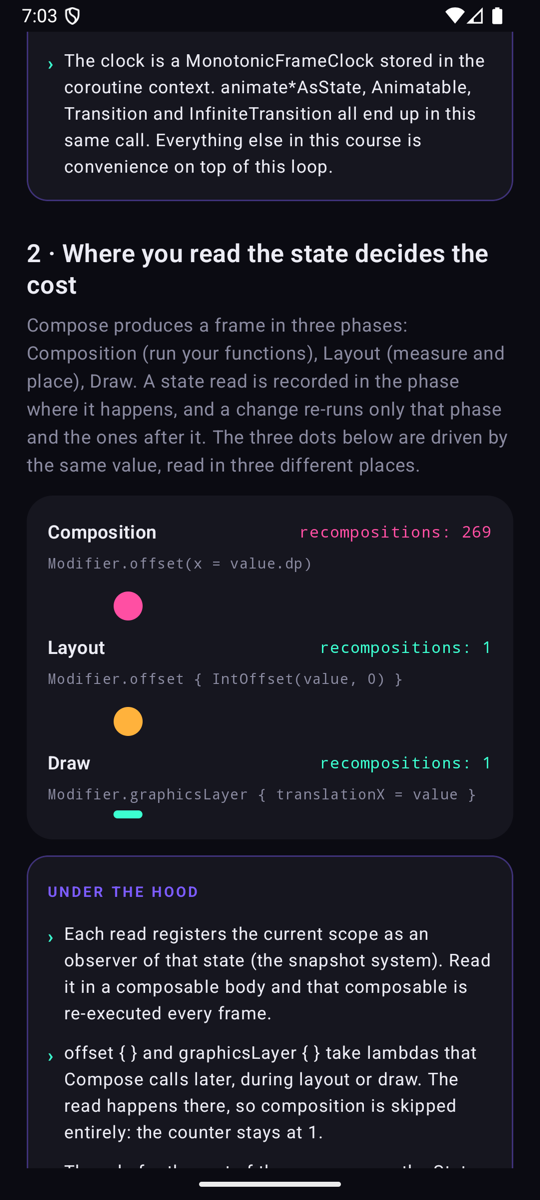 7:03
› The clock is a MonotonicFrameClock stored in the
coroutine context. animate*AsState, Animatable,
Transition and InfiniteTransition all end up in this
same call. Everything else in this course is
convenience on top of this loop.
2 · Where you read the state decides the
cost
Compose produces a frame in three phases:
Composition (run your functions), Layout (measure and
place), Draw. A state read is recorded in the phase
where it happens, and a change re-runs only that phase
and the ones after it. The three dots below are driven by
the same value, read in three different places.
Composition recompositions: 269
Modifier.offset(x = value.dp)
Layout recompositions: 1
Modifier.offset { IntOffset(value, 0) }
Draw recompositions: 1
Modifier.graphicsLayer { translationX = value }
UNDER THE HOOD
› Each read registers the current scope as an
observer of that state (the snapshot system). Read
it in a composable body and that composable is
re-executed every frame.
› offset { } and graphicsLayer { } take lambdas that
Compose calls later, during layout or draw. The
read happens there, so composition is skipped
entirely: the counter stays at 1.